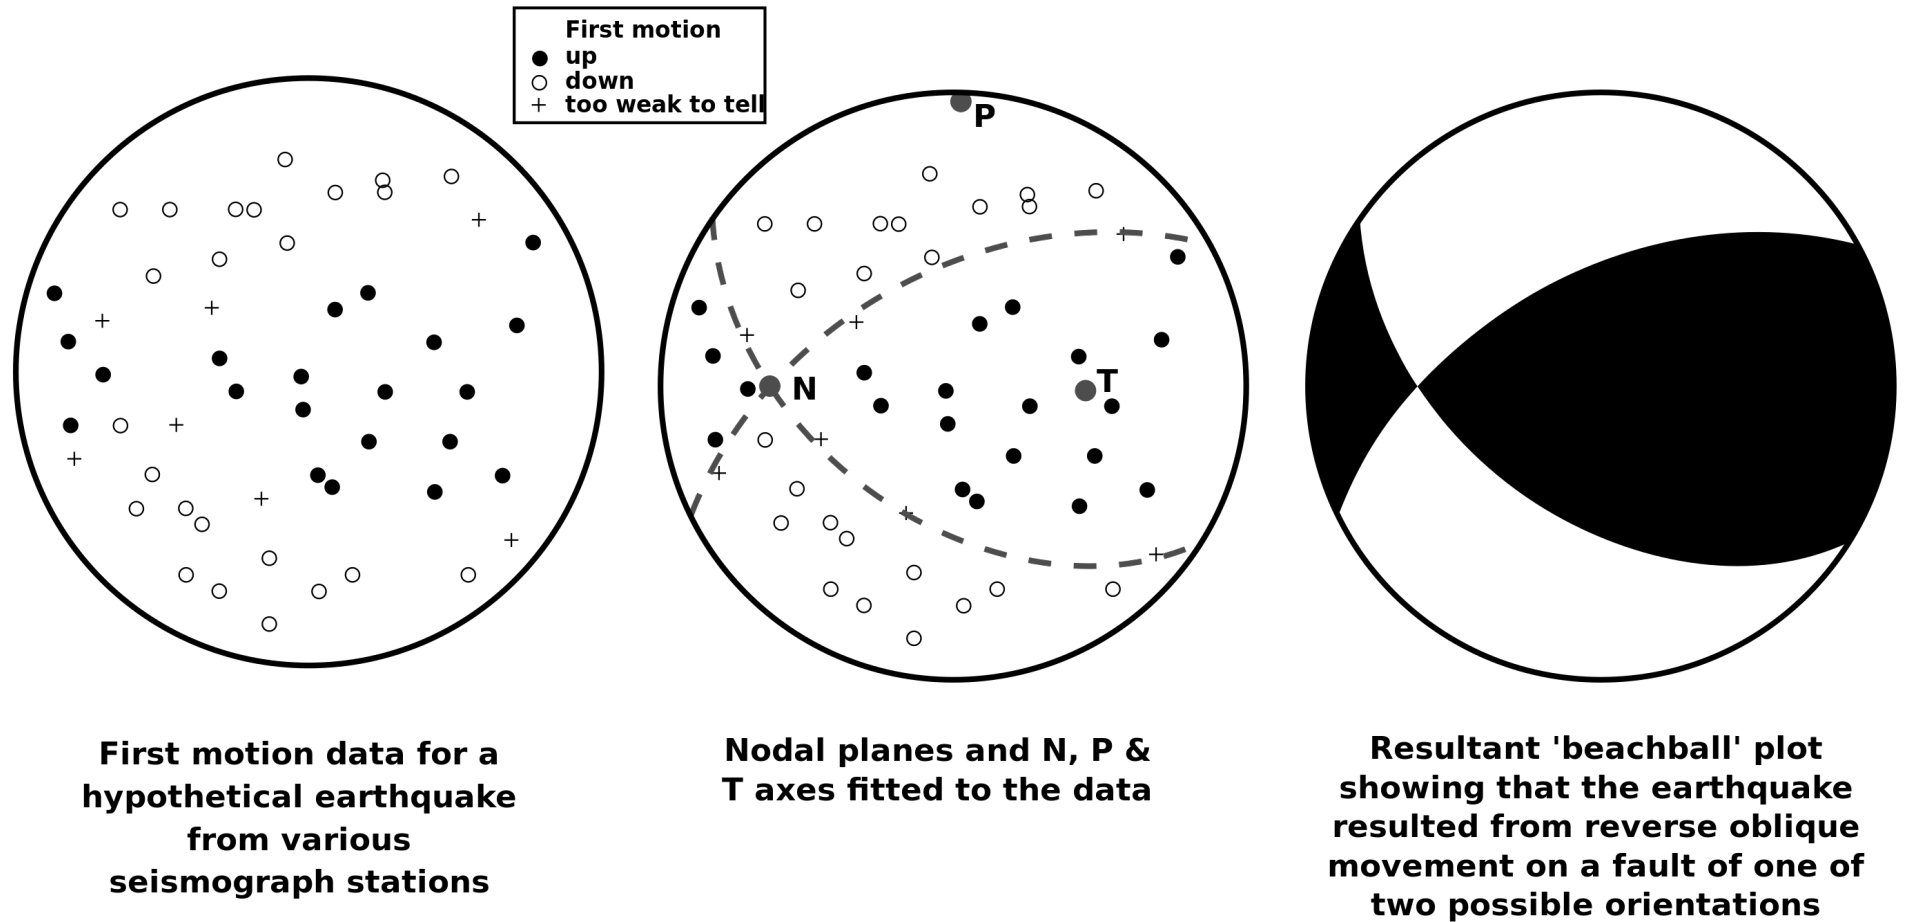 First motion
up
down
too weak to tell
P
N
T
First motion data for a
hypothetical earthquake
from various
seismograph stations
Nodal planes and N, P &
T axes fitted to the data
Resultant 'beachball' plot
showing that the earthquake
resulted from reverse oblique
movement on a fault of one of
two possible orientations